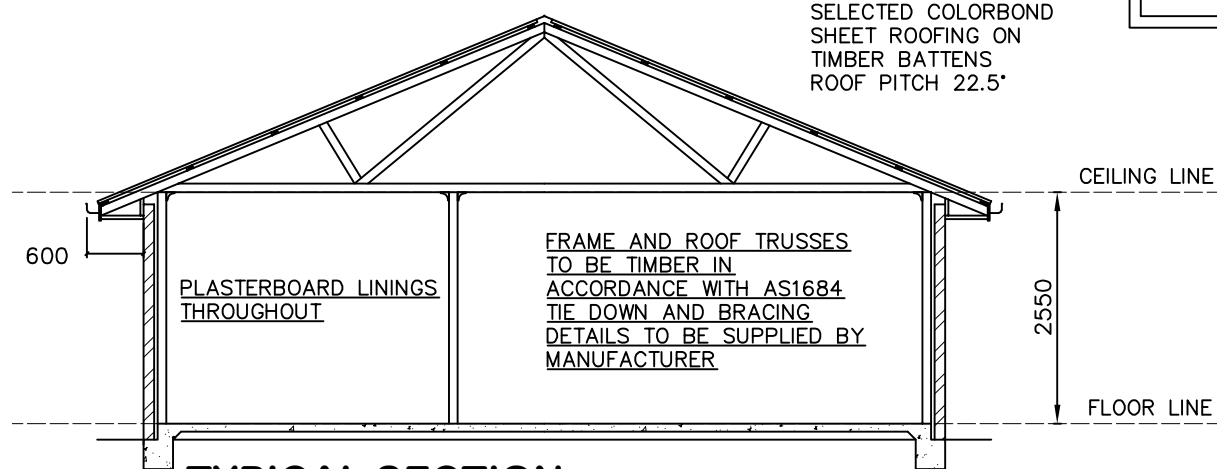 SELECTED COLORBOND
SHEET ROOFING ON
TIMBER BATTENS
ROOF PITCH 22.5°
CEILING LINE
600
PLASTERBOARD LININGS
THROUGHOUT
FRAME AND ROOF TRUSSES
TO BE TIMBER IN
ACCORDANCE WITH AS1684
TIE DOWN AND BRACING
DETAILS TO BE SUPPLIED BY
MANUFACTURER
2550
FLOOR LINE
TYPICAL SECTION